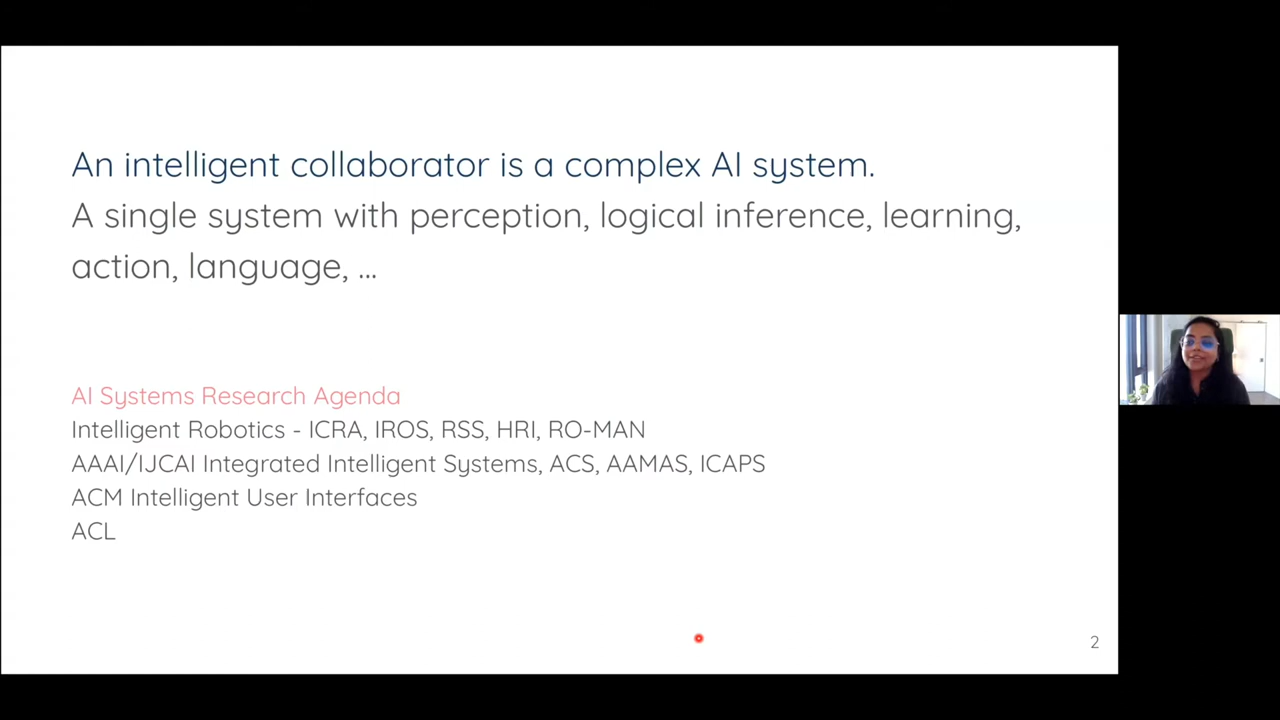 An intelligent collaborator is a complex AI system.
A single system with perception, logical inference, learning,
action, language, ...
AI Systems Research Agenda
Intelligent Robotics - ICRA, IROS, RSS, HRI, RO-MAN
AAAI/IJCAI Integrated Intelligent Systems, ACS, AAMAS, ICAPS
ACM Intelligent User Interfaces
ACL
2